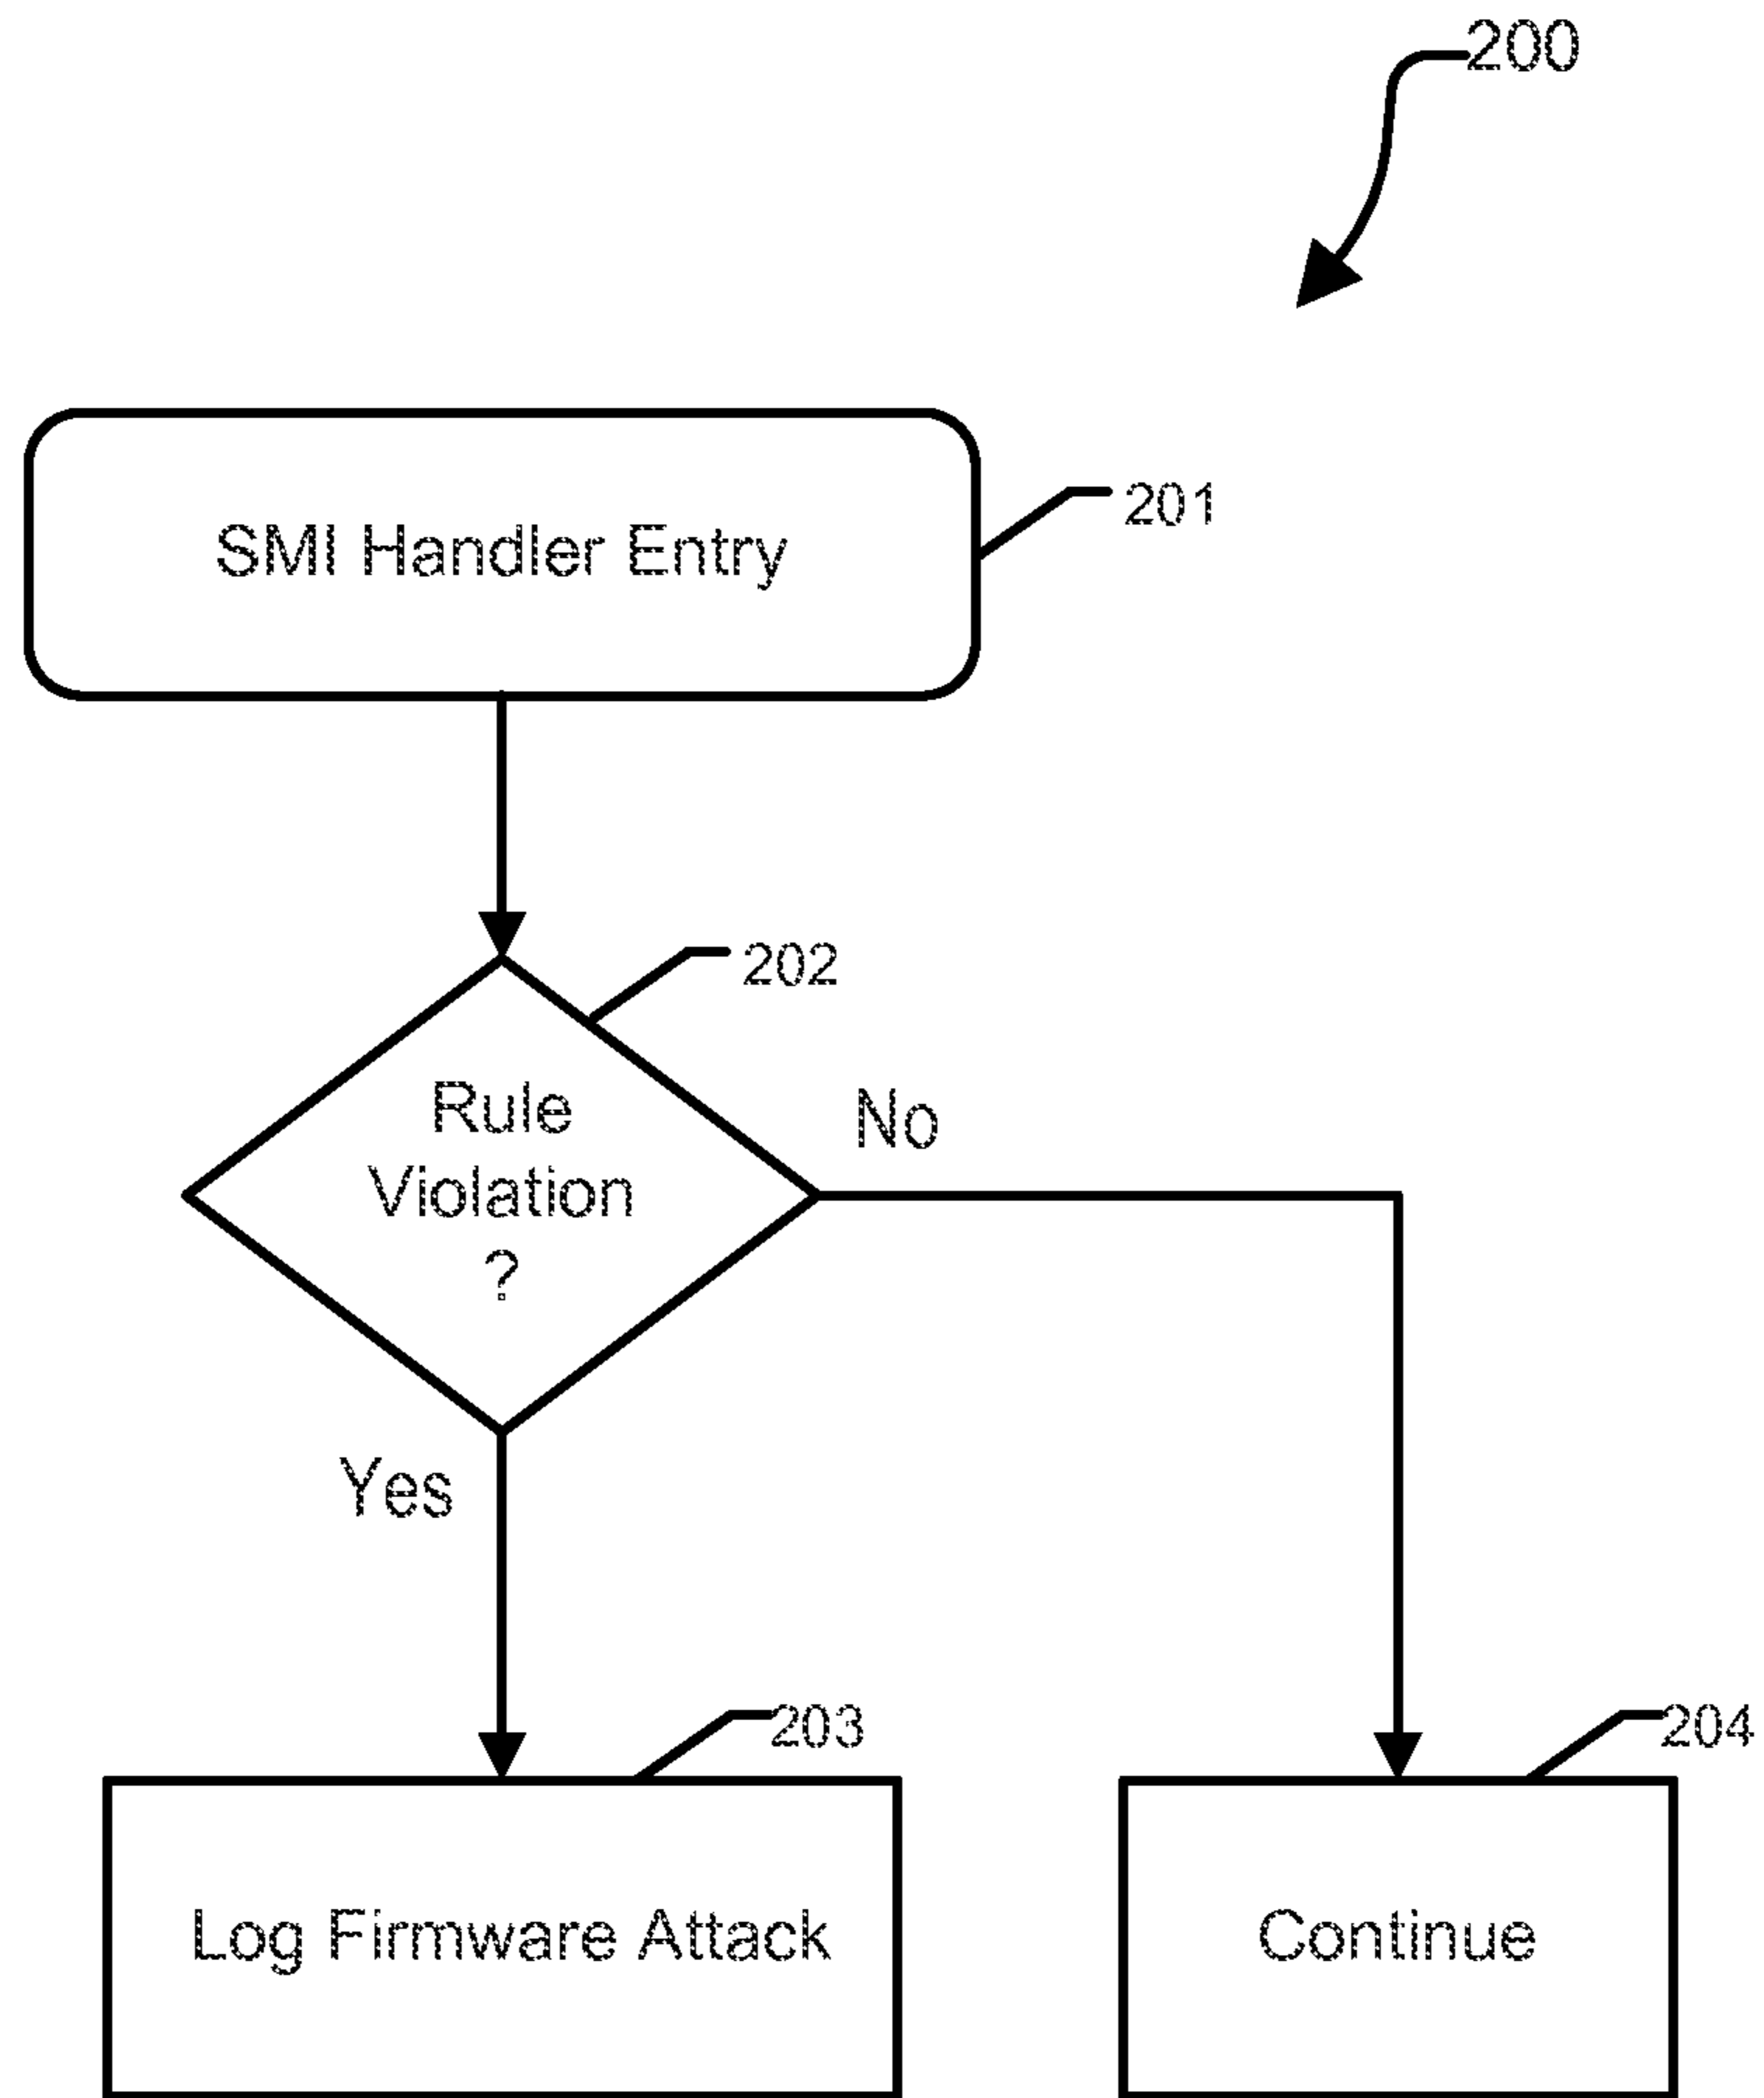 200
SMI Handler Entry
201
202
Rule
Violation
?
No
Yes
203
204
Log Firmware Attack
Continue